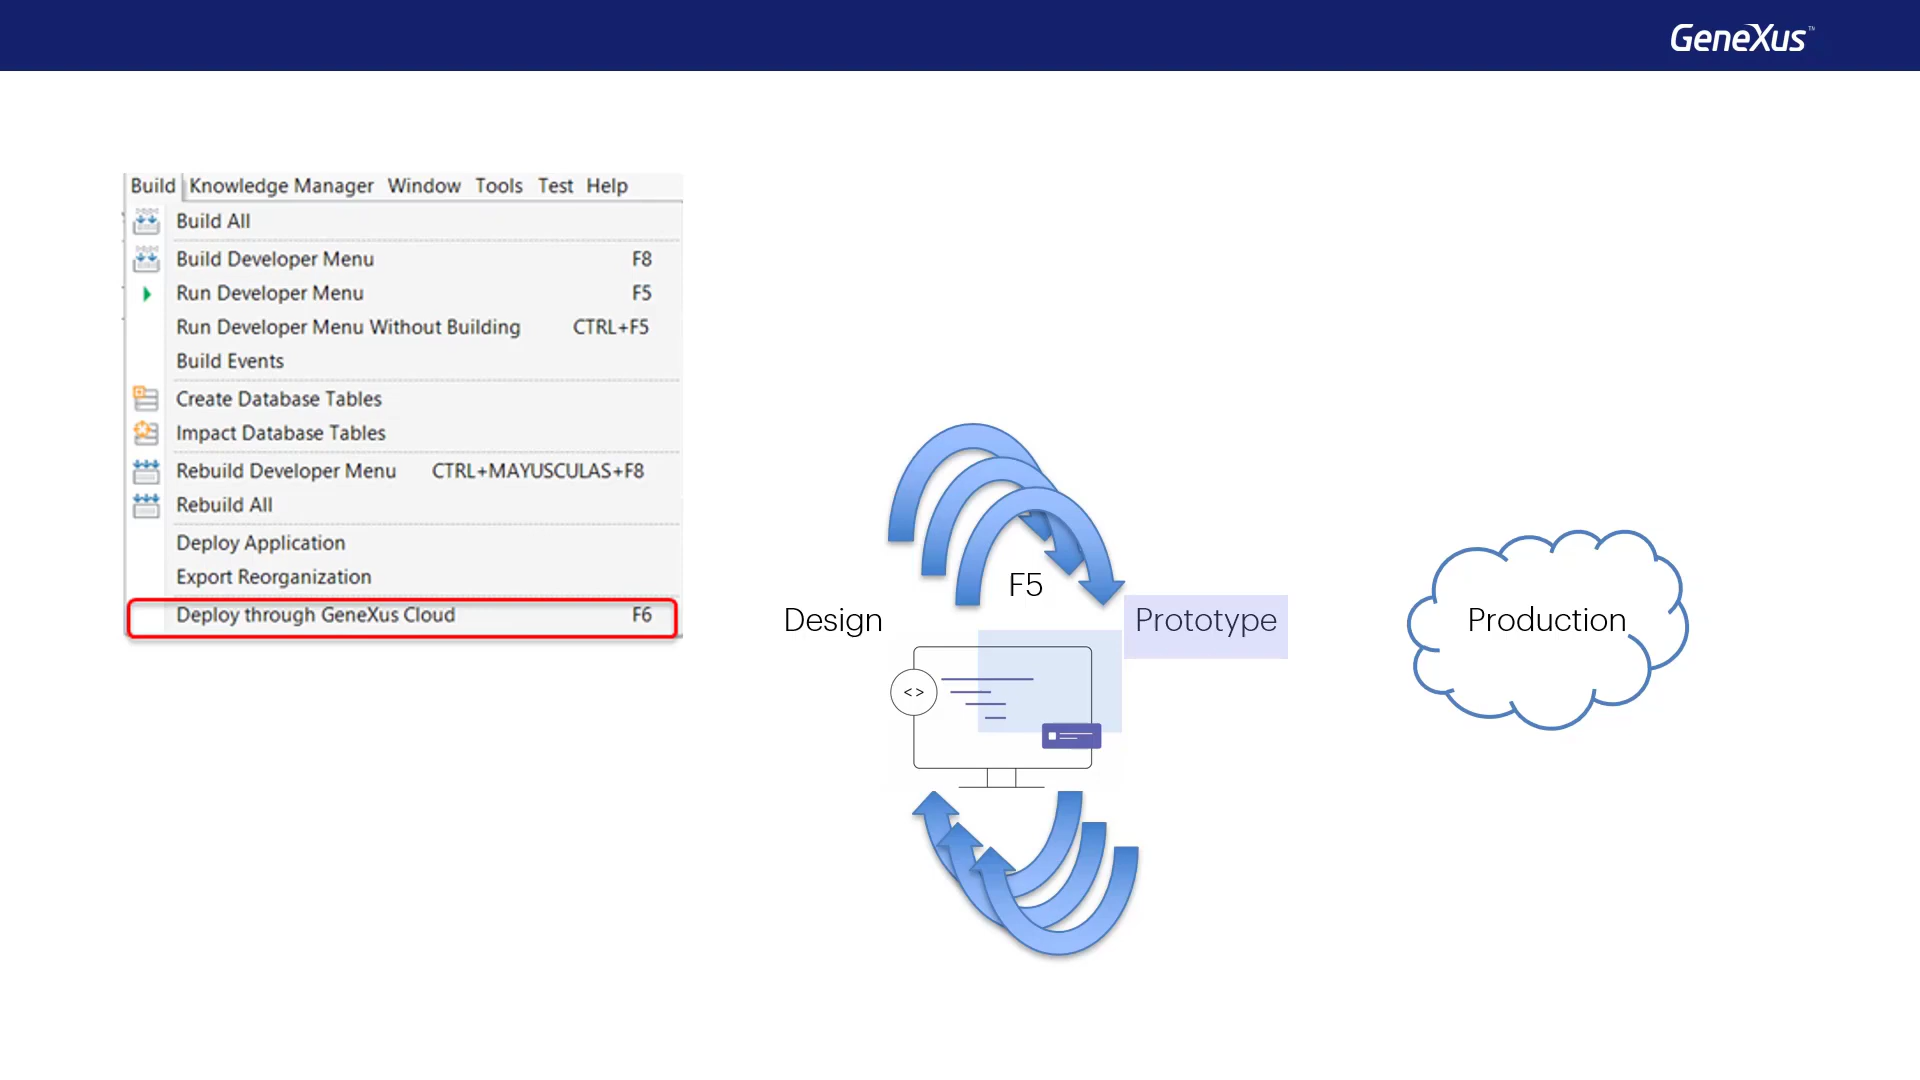 GeneXus™
Build Knowledge Manager Window Tools Test Help
Build All
Build Developer Menu F8
Run Developer Menu F5
Run Developer Menu Without Building CTRL+F5
Build Events
Create Database Tables
Impact Database Tables
Rebuild Developer Menu CTRL+MAYUSCULAS+F8
Rebuild All
Deploy Application
Export Reorganization
Deploy through GeneXus Cloud F6
F5
Design
Prototype
Production
<>